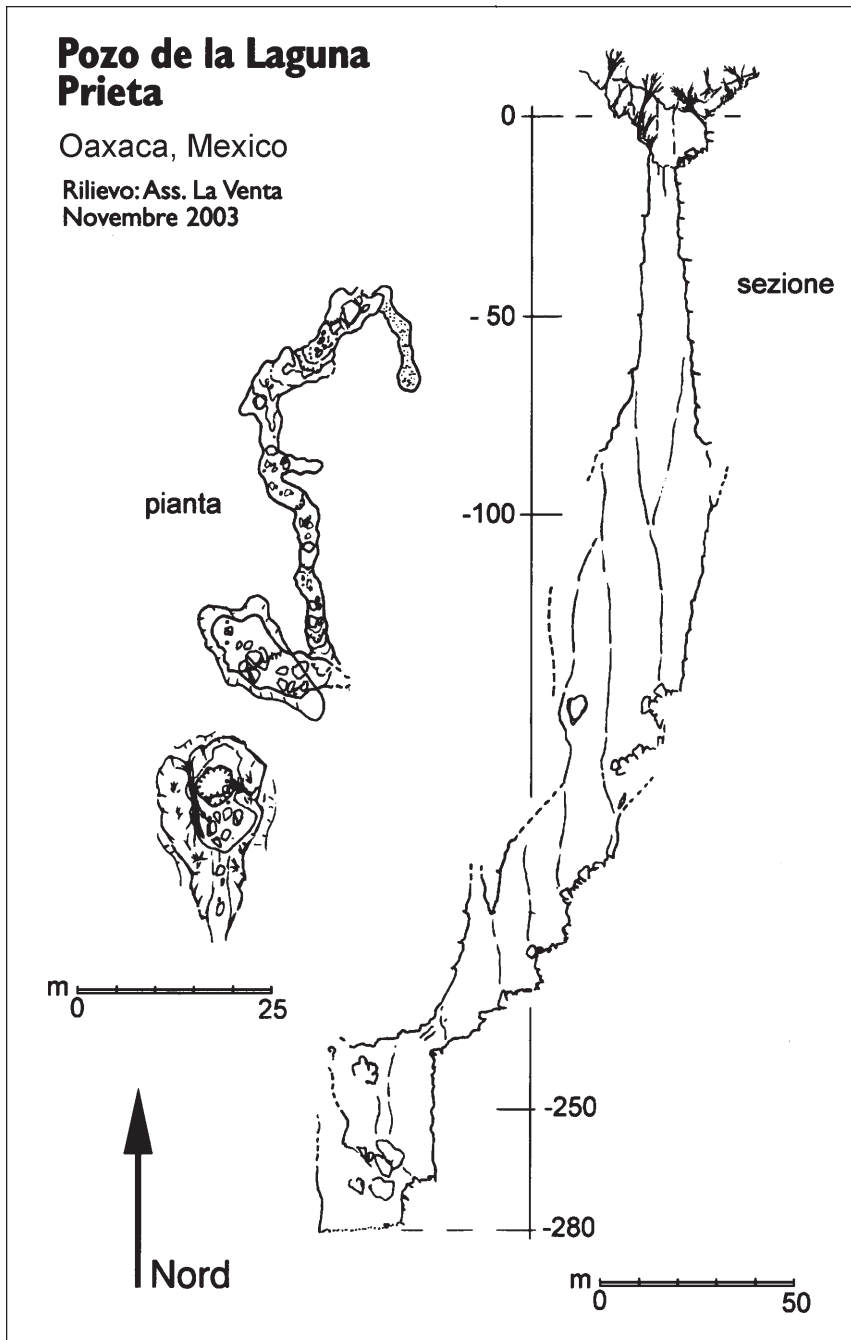 Pozo de la Laguna
Prieta
Oaxaca, Mexico
Rilievo: Ass. La Venta
Novembre 2003
0
sezione
- 50
pianta
-100
m
0 25
-250
-280
Nord
m
0 50